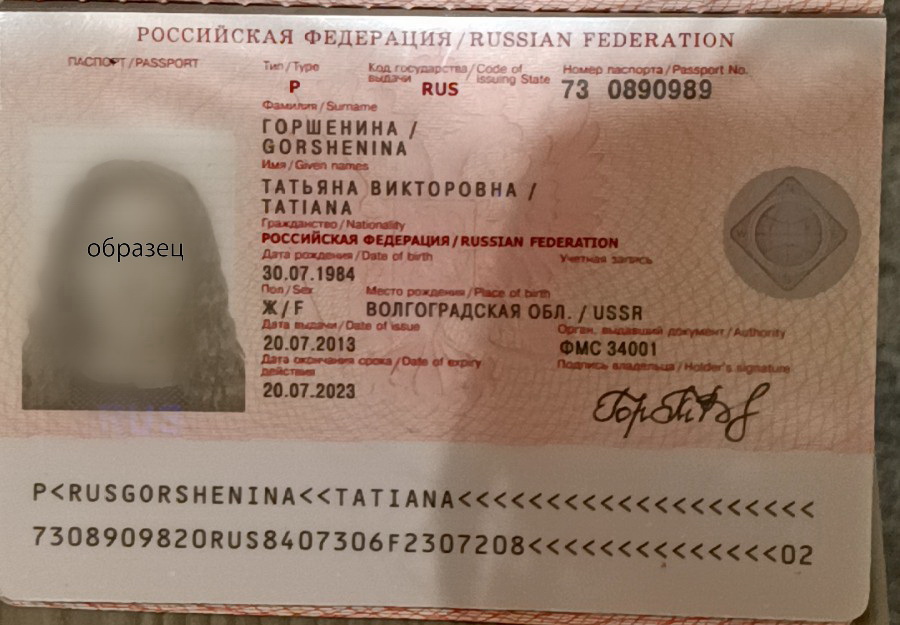 РОССИЙСКАЯ ФЕДЕРАЦИЯ / RUSSIAN FEDERATION
ПАСПОРТ/PASSPORT
Тип/Type
P
Код государства/Code of
выдачи issuing State
RUS
Номер паспорта/Passport No.
73 0890989
Фамилия/Surname
ГОРШЕНИНА /
GORSHENINA
Имя/Given names
ТАТЬЯНА ВИКТОРОВНА /
TATIANA
Гражданство/Nationality
РОССИЙСКАЯ ФЕДЕРАЦИЯ/RUSSIAN FEDERATION
Дата рождения/Date of birth
Учетная запись
30.07.1984
Пол/Sex
Место рождения/Place of birth
Ж/F
ВОЛГОГРАДСКАЯ ОБЛ. / USSR
Дата выдачи/Date of issue
Орган, выдавший документ/Authority
20.07.2013
ФМС 34001
Дата окончания срока/Date of expiry
действия
Подпись владельца/Holder's signature
20.07.2023
образец
P<RUSGORSHENINA<<TATIANA<<<<<<<<<<<<<<<<<<<<
7308909820RUS8407306F2307208<<<<<<<<<<<<<<02